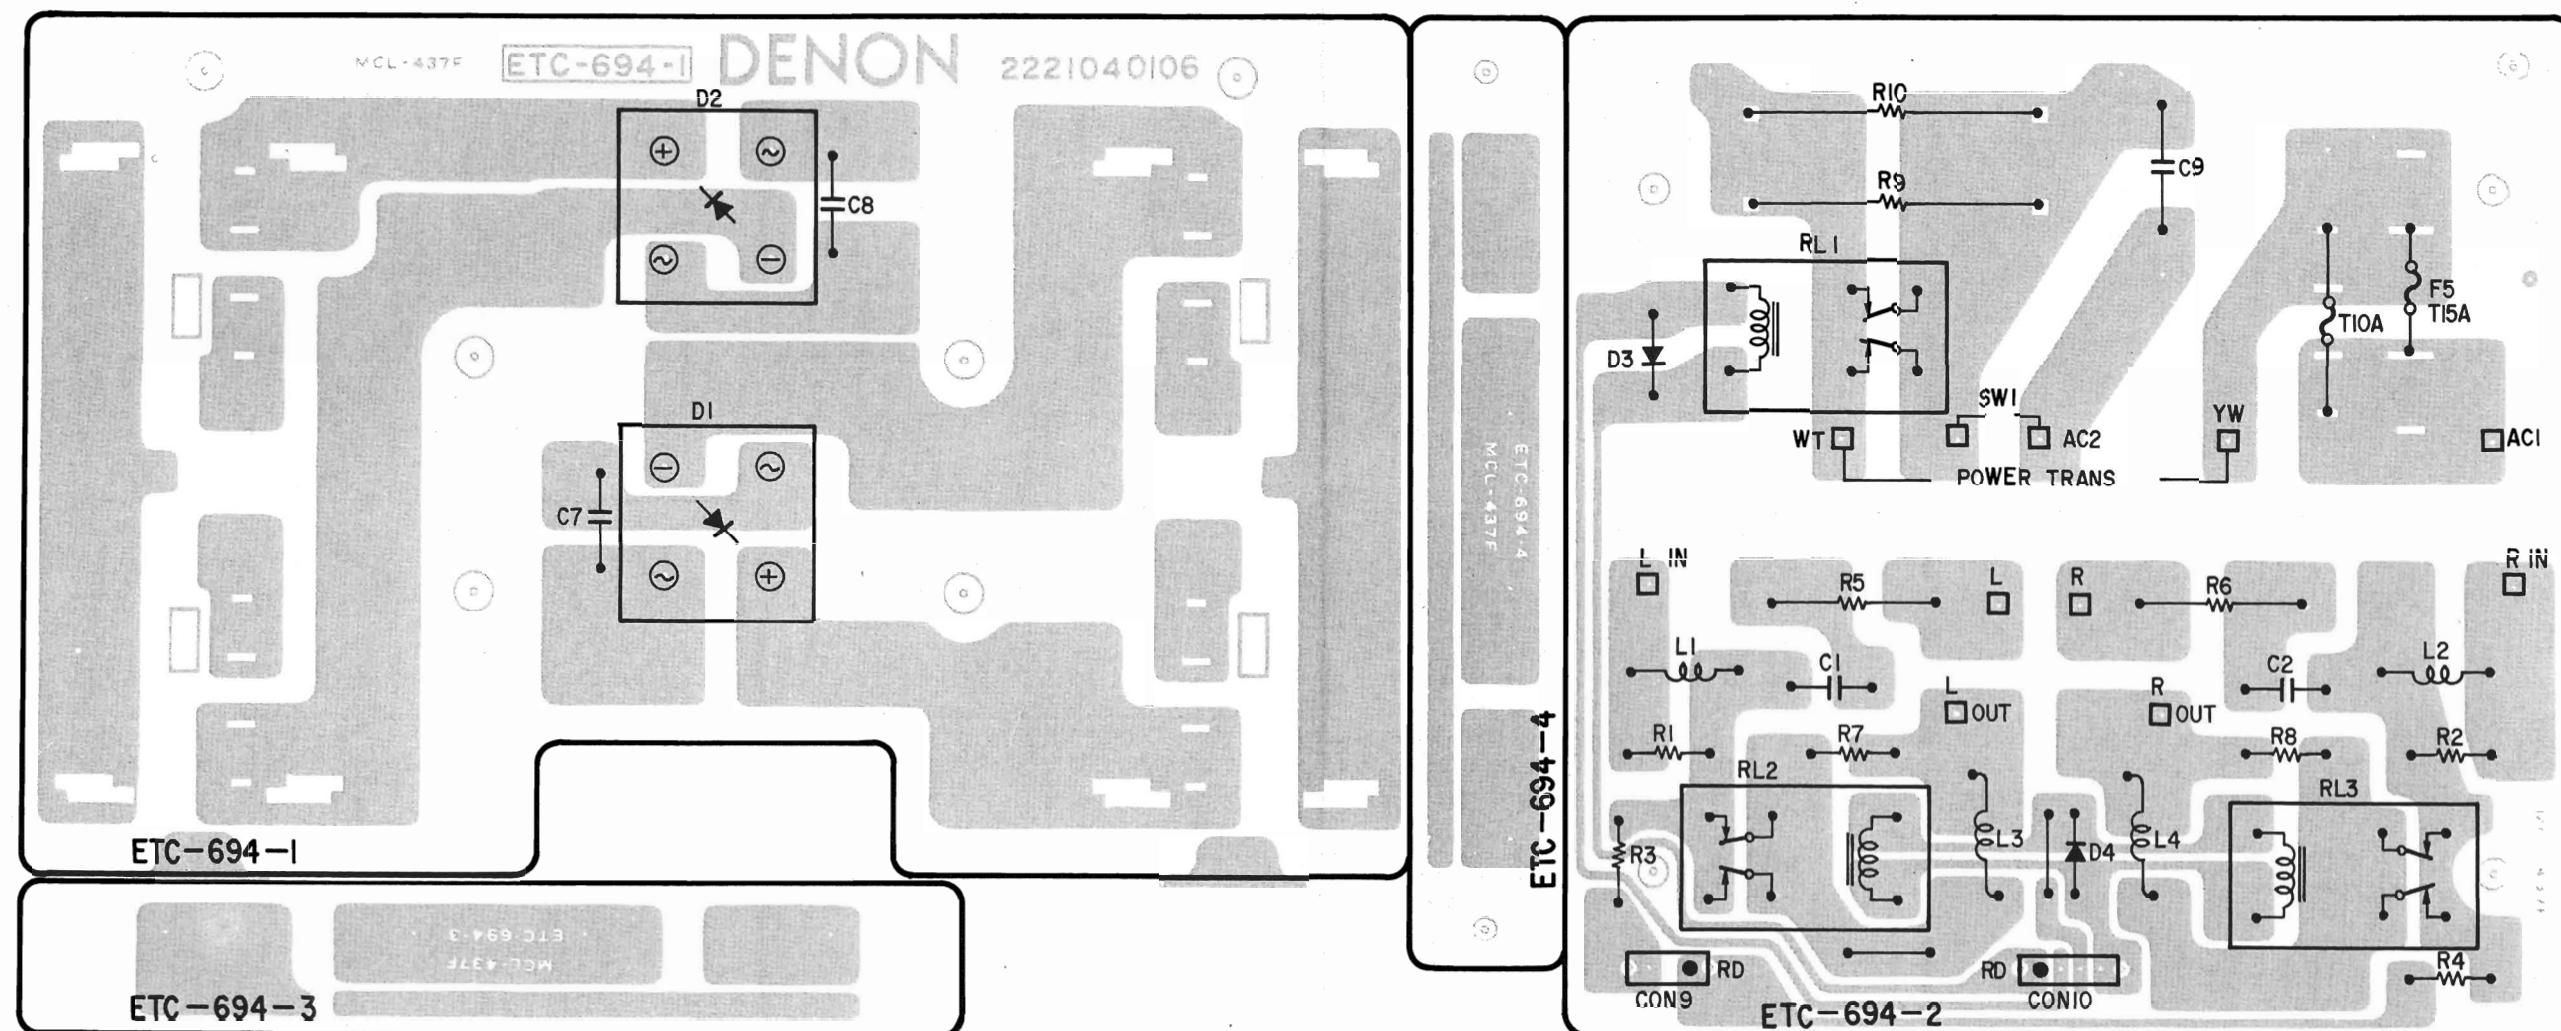 MCL-437F ETC-694-1 DENON 2221040106
D2
+ ~
C8
~ −
D1
− ~
C7
~ +
ETC-694-1
ETC-694-3
MCL-437F
ETC-694-3
ETC-694-4
MCL-437F
ETC-694-4
R10
C9
R9
RL1
F5
T15A
T10A
D3
SW1
WT
AC2
YW
AC1
POWER TRANS
L IN
R5
L
R
R6
R IN
L1
C1
L
OUT
R
OUT
C2
L2
R1
R7
R8
R2
RL2
RL3
R3
L3
D4
L4
RD
RD
R4
CON9
CON10
ETC-694-2